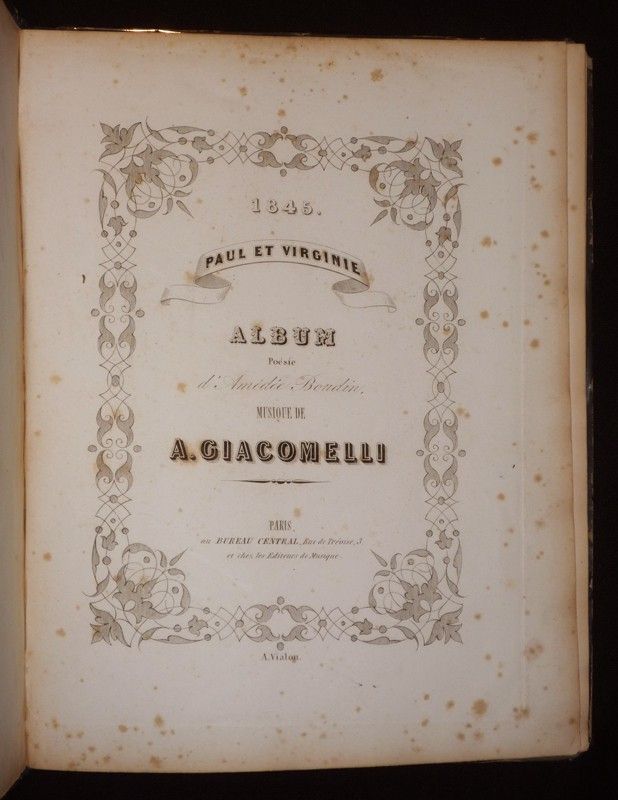 1845.
PAUL ET VIRGINIE
ALBUM
Poésie
d'Amédée Boudin,
MUSIQUE DE
A. GIACOMELLI
PARIS,
au BUREAU CENTRAL, Rue de Trévise, 3.
et chez les Editeurs de Musique.
A. Vialon.